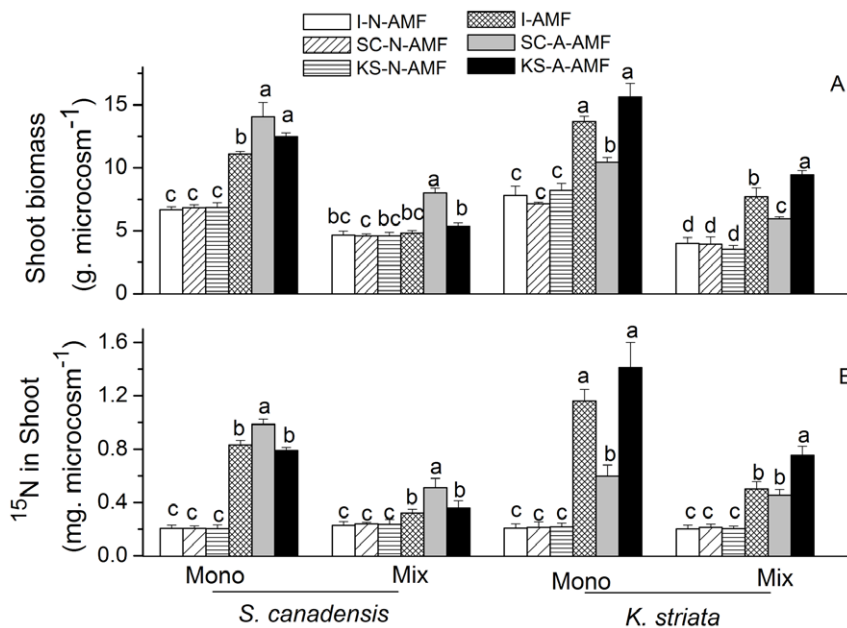 I-N-AMF I-AMF
SC-N-AMF SC-A-AMF
KS-N-AMF KS-A-AMF
A
Shoot biomass
(g. microcosm⁻¹)
15
10
5
0
c c c b a a
bc c bc bc a b
c c c a b a
d d d b c a
B
¹⁵N in Shoot
(mg. microcosm⁻¹)
1.6
1.2
0.8
0.4
0.0
c c c b a b
c c c b a b
c c c a b a
c c c b b a
Mono Mix Mono Mix
S. canadensis K. striata